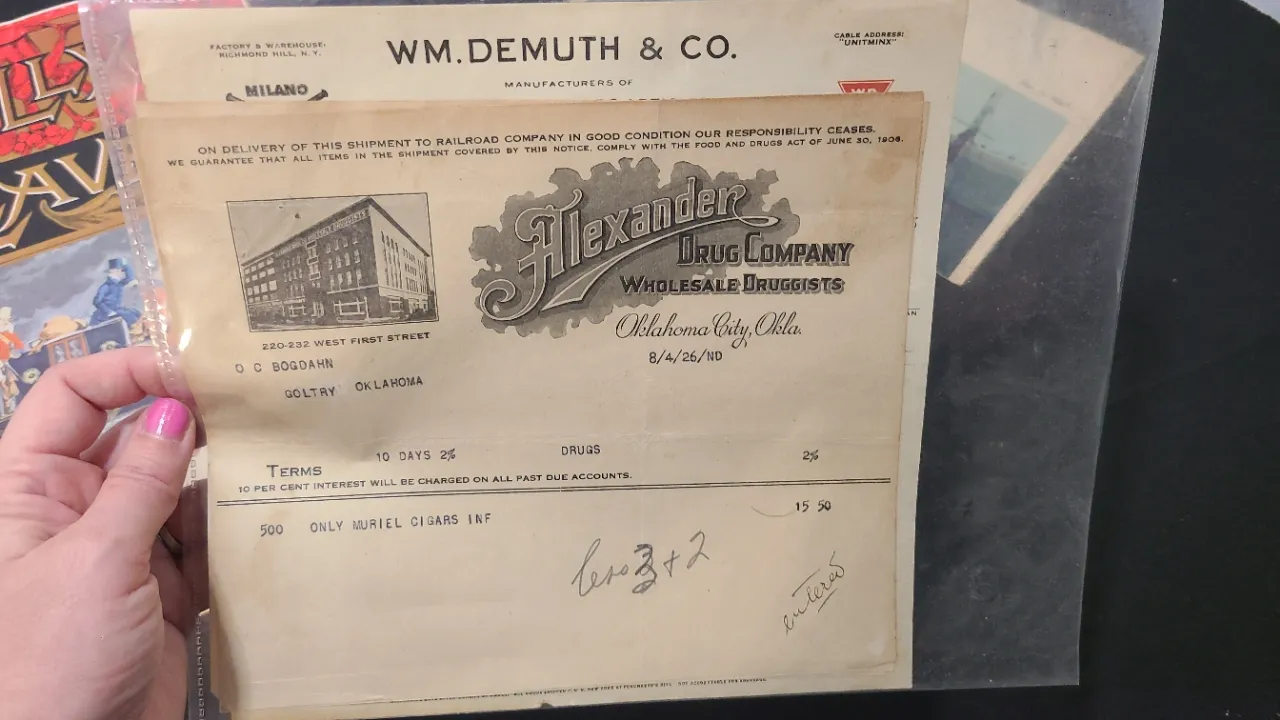 FACTORY & WAREHOUSE:
RICHMOND HILL, N.Y.
WM. DEMUTH & CO.
CABLE ADDRESS:
"UNITMINX"
MANUFACTURERS OF
MILANO
ON DELIVERY OF THIS SHIPMENT TO RAILROAD COMPANY IN GOOD CONDITION OUR RESPONSIBILITY CEASES.
WE GUARANTEE THAT ALL ITEMS IN THE SHIPMENT COVERED BY THIS NOTICE, COMPLY WITH THE FOOD AND DRUGS ACT OF JUNE 30, 1906.
Alexander
DRUG COMPANY
WHOLESALE DRUGGISTS
Oklahoma City, Okla.
220-232 WEST FIRST STREET
8/4/26/ND
O C BOGDAHN
GOLTRY OKLAHOMA
TERMS 10 DAYS 2% DRUGS 2%
10 PER CENT INTEREST WILL BE CHARGED ON ALL PAST DUE ACCOUNTS.
500 ONLY MURIEL CIGARS INF 15 50
less 3 + 2
entered